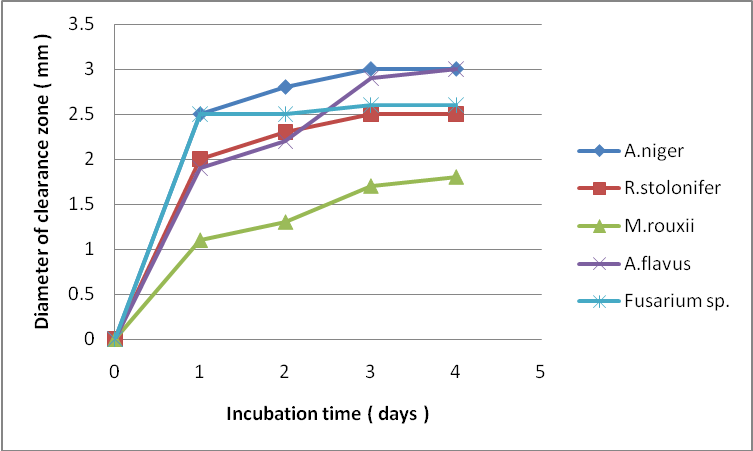 3.5
3
2.5
2
1.5
1
0.5
0
0 1 2 3 4 5
Diameter of clearance zone ( mm )
Incubation time ( days )
A.niger
R.stolonifer
M.rouxii
A.flavus
Fusarium sp.